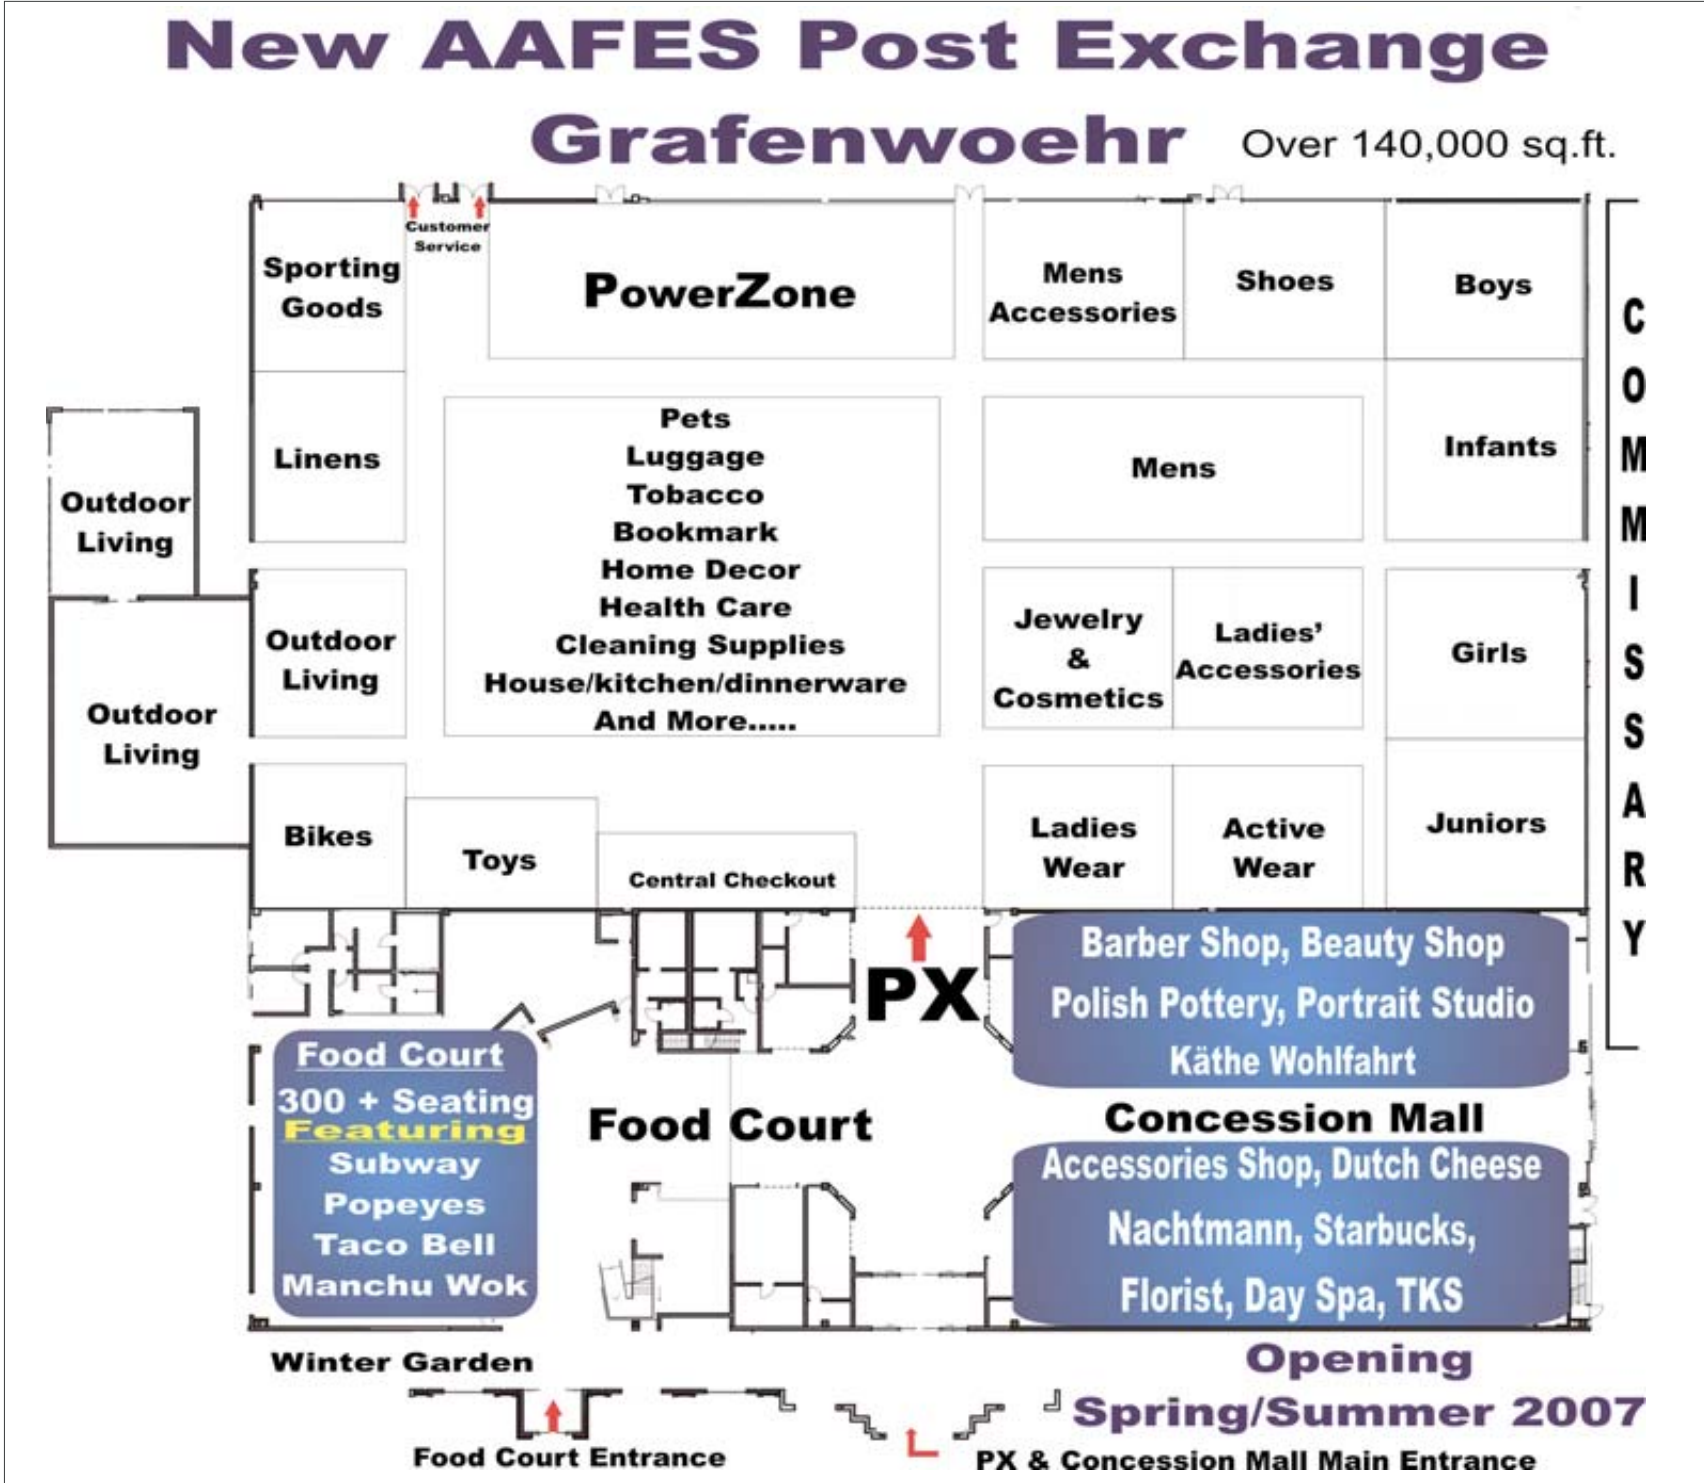 New AAFES Post Exchange
Grafenwoehr
Over 140,000 sq.ft.
Customer
Service
Sporting
Goods
PowerZone
Mens
Accessories
Shoes
Boys
COMMISSARY
Linens
Outdoor
Living
Pets
Luggage
Tobacco
Bookmark
Home Decor
Health Care
Cleaning Supplies
House/kitchen/dinnerware
And More.....
Mens
Infants
Outdoor
Living
Outdoor
Living
Jewelry
&
Cosmetics
Ladies’
Accessories
Girls
Bikes
Toys
Central Checkout
Ladies
Wear
Active
Wear
Juniors
PX
Barber Shop, Beauty Shop
Polish Pottery, Portrait Studio
Käthe Wohlfahrt
Food Court
300 + Seating
Featuring
Subway
Popeyes
Taco Bell
Manchu Wok
Food Court
Concession Mall
Accessories Shop, Dutch Cheese
Nachtmann, Starbucks,
Florist, Day Spa, TKS
Winter Garden
Opening
Spring/Summer 2007
Food Court Entrance
PX & Concession Mall Main Entrance